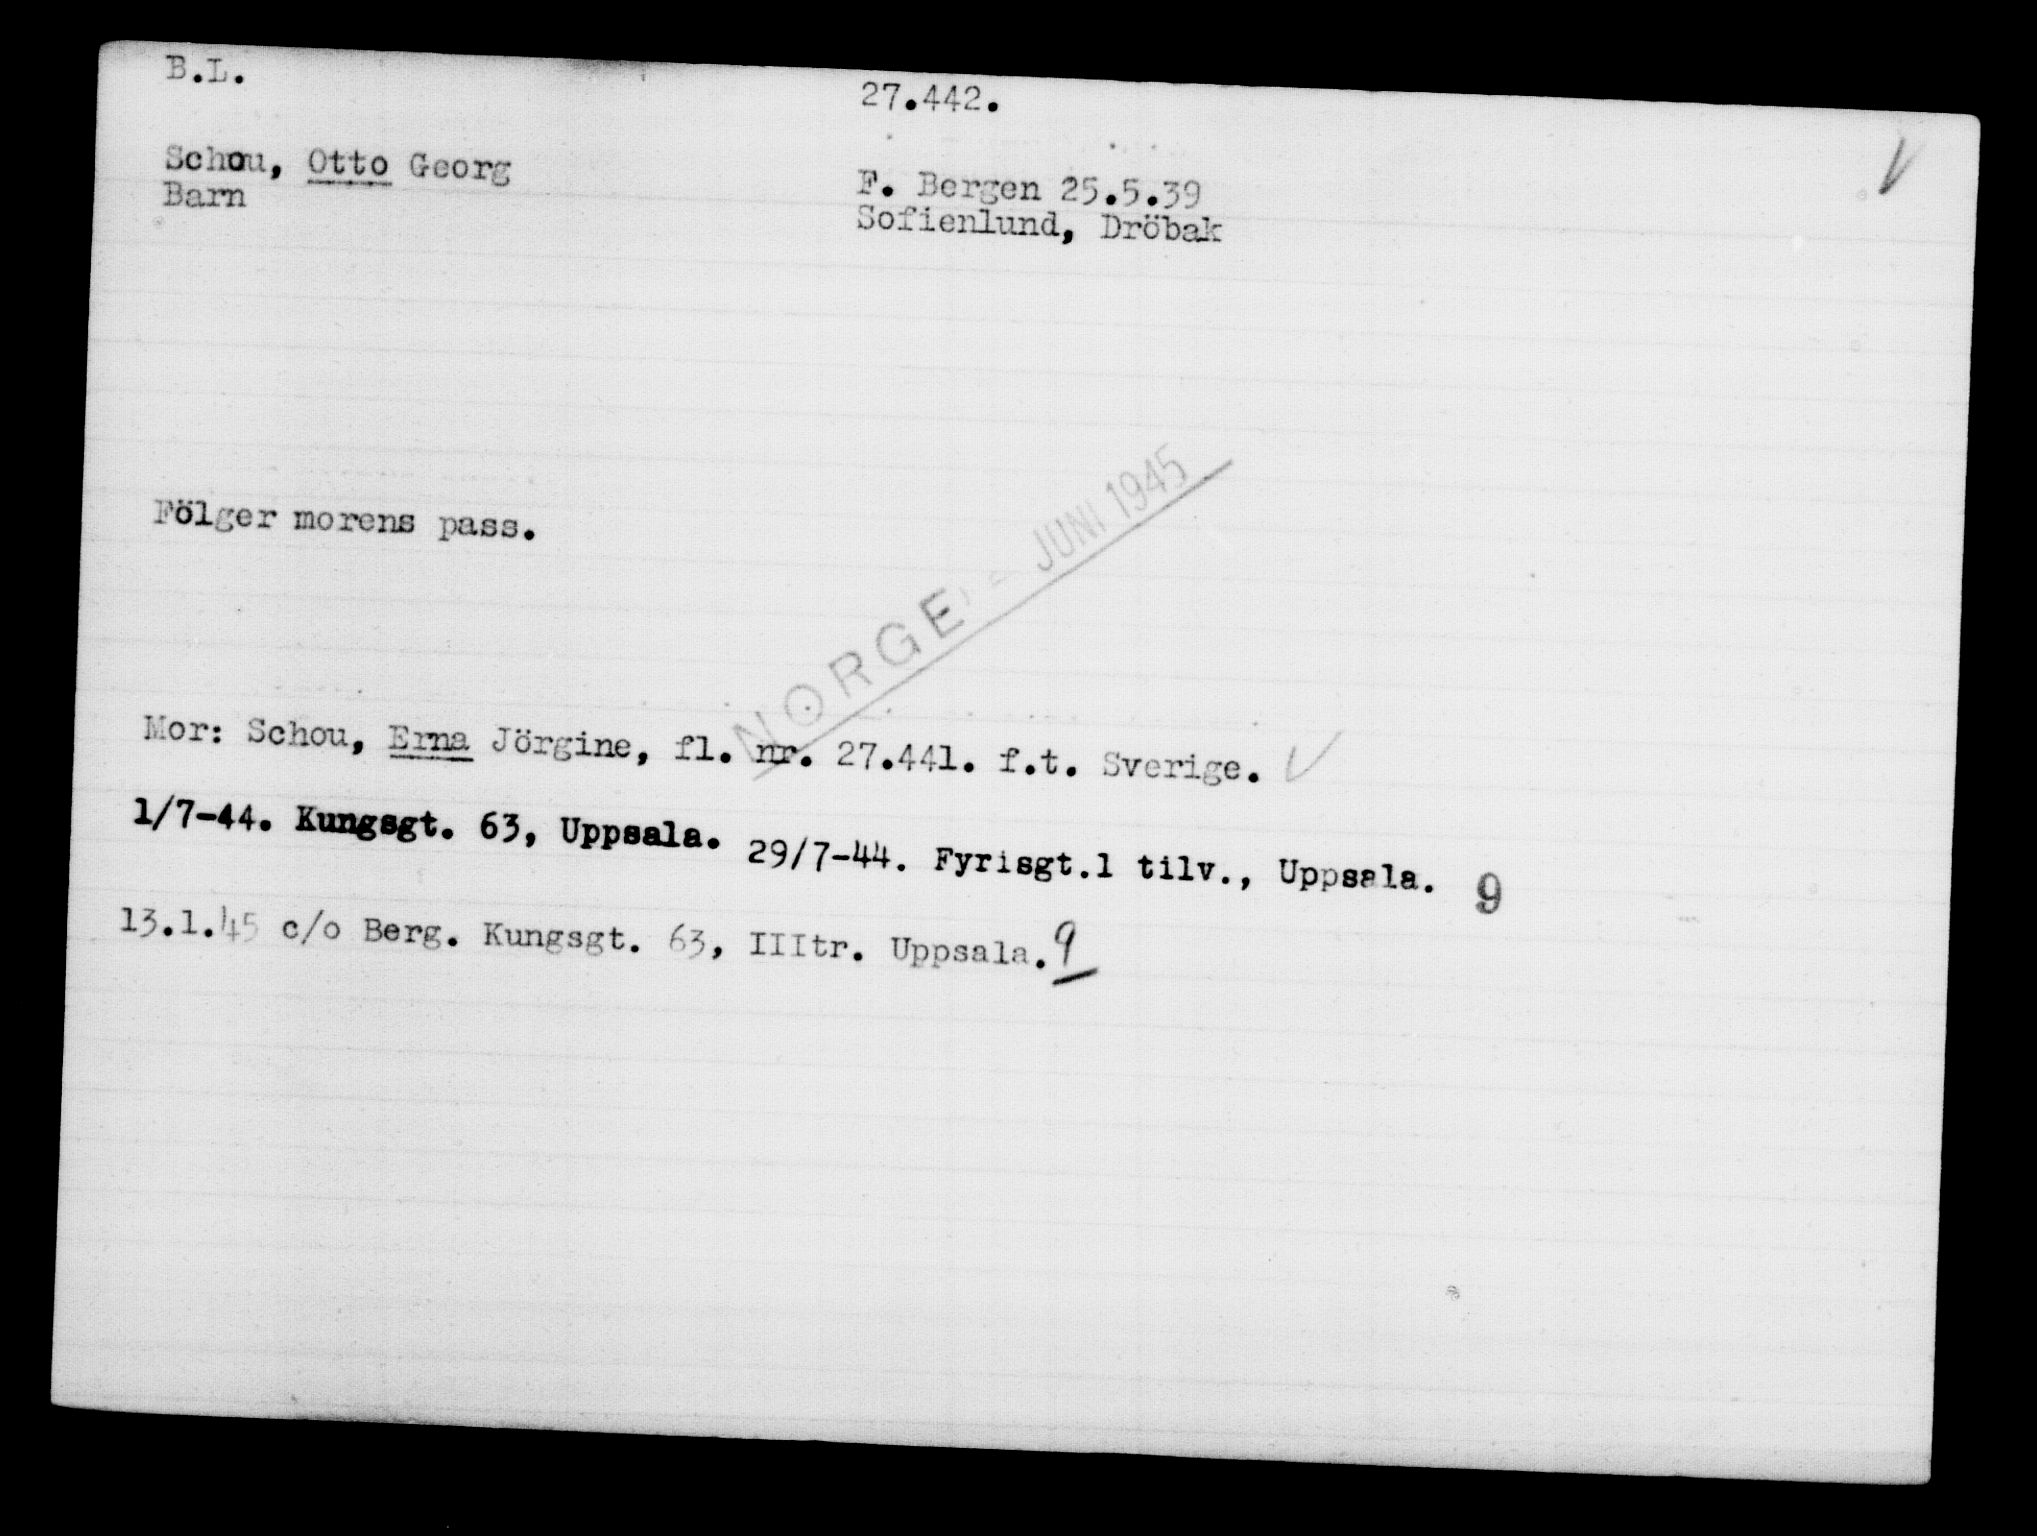 B.L.
27.442.
Schou, Otto Georg
Barn
F. Bergen 25.5.39
Sofienlund, Dröbak
Fölger morens pass.
NORGE - JUNI 1945
Mor: Schou, Erna Jörgine, fl. nr. 27.441. f.t. Sverige.
1/7-44. Kungsgt. 63, Uppsala. 29/7-44. Fyrisgt.1 tilv., Uppsala. 9
13.1.45 c/o Berg. Kungsgt. 63, IIItr. Uppsala. 9